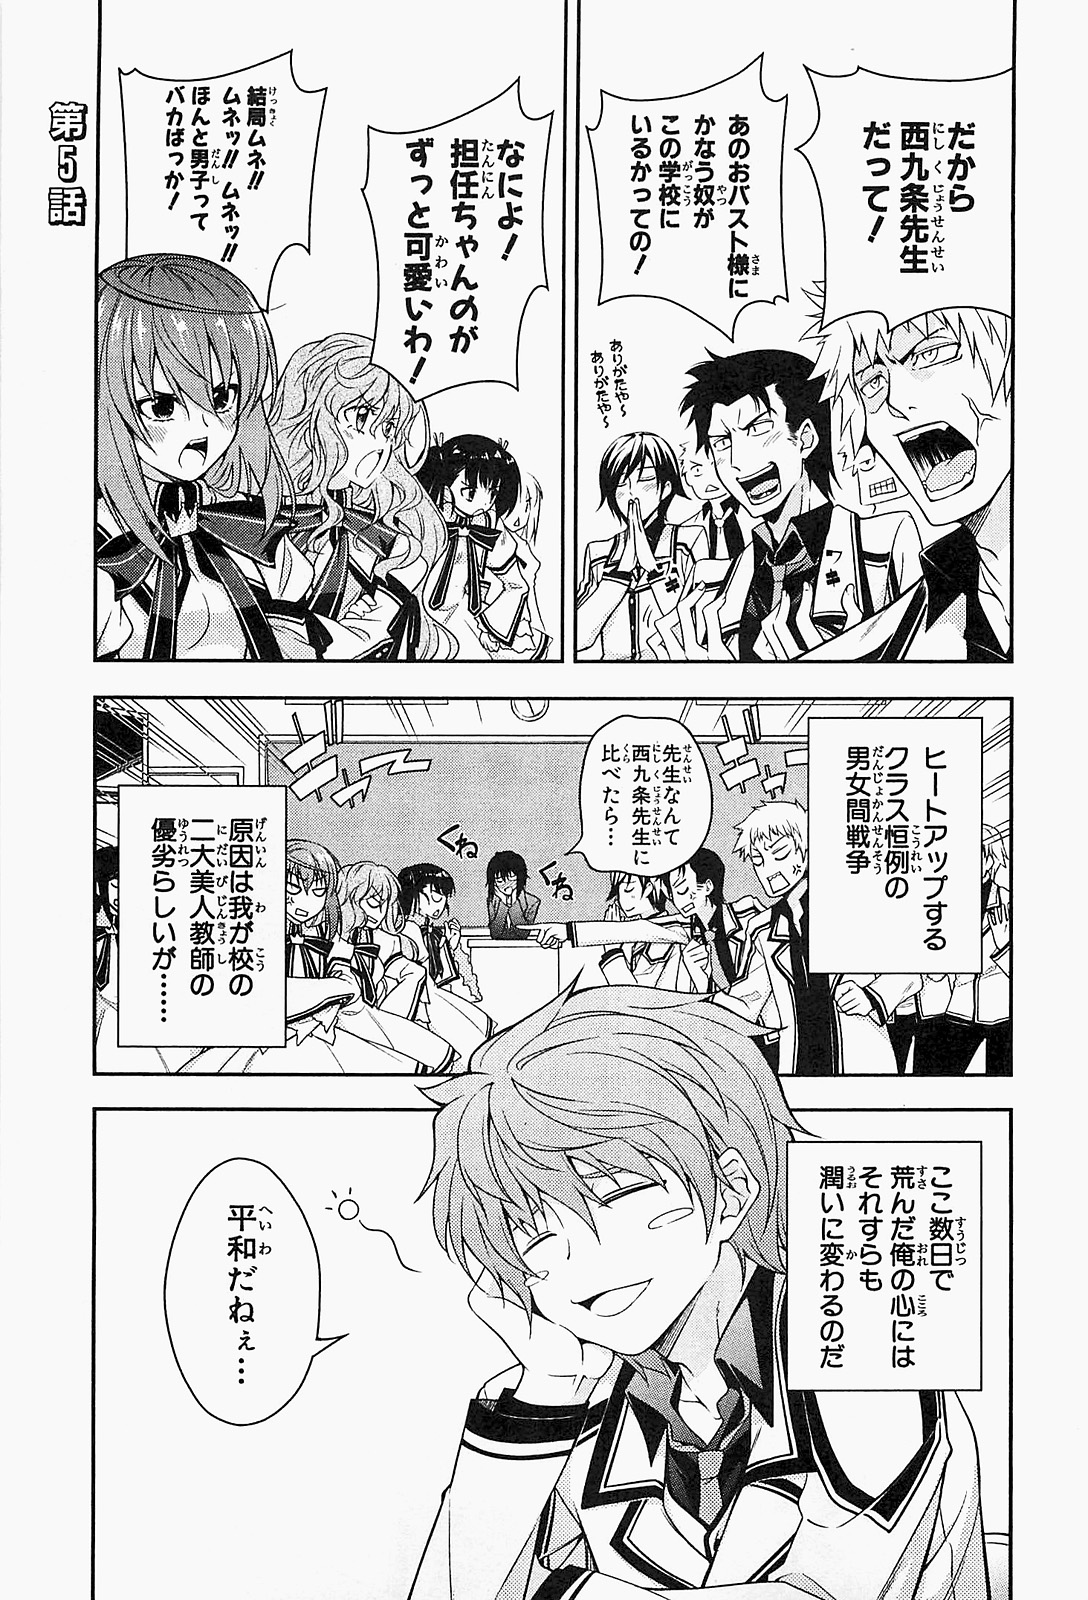 だから
西九条先生
だって！
あのおバスト様に
かなう奴が
この学校に
いるかっての！
ありがたや〜
ありがたや〜
なによ！
担任ちゃんのが
ずっと可愛いわ！
結局ムネ!!
ムネッ!! ムネッ!!
ほんと男子って
バカばっか！
第5話
ヒートアップする
クラス恒例の
男女間戦争
先生なんて
西九条先生に
比べたら…
くね
くね
原因は我が校の
二大美人教師の
優劣らしいが……
ここ数日で
荒んだ俺の心には
それすらも
潤いに変わるのだ
平和だねぇ…